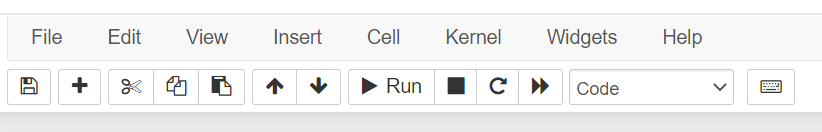 File Edit View Insert Cell Kernel Widgets Help
Run Code